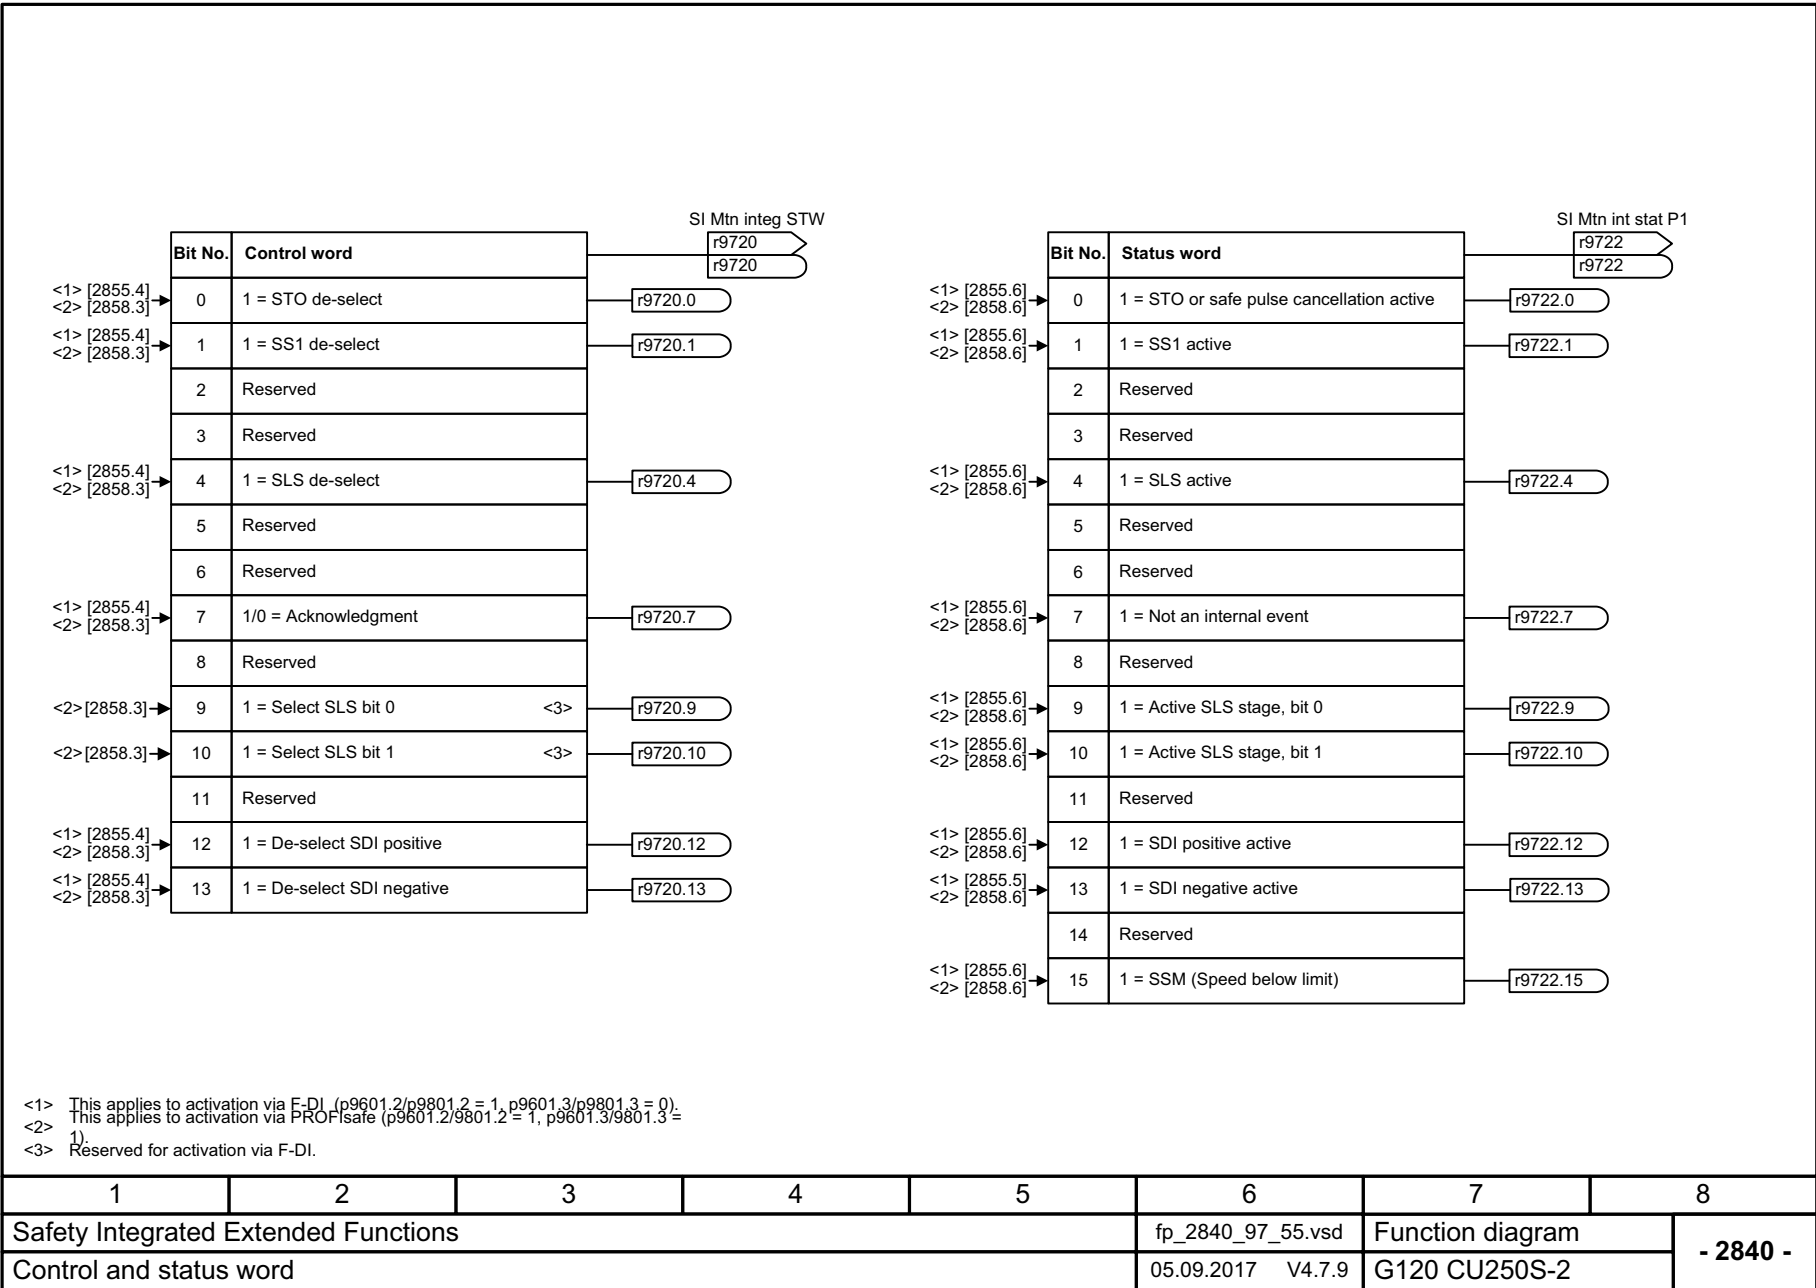 SI Mtn integ STW
Bit No. Control word r9720
r9720
<1> [2855.4]
<2> [2858.3] 0 1 = STO de-select r9720.0
<1> [2855.4]
<2> [2858.3] 1 1 = SS1 de-select r9720.1
2 Reserved
3 Reserved
<1> [2855.4]
<2> [2858.3] 4 1 = SLS de-select r9720.4
5 Reserved
6 Reserved
<1> [2855.4]
<2> [2858.3] 7 1/0 = Acknowledgment r9720.7
8 Reserved
<2>[2858.3] 9 1 = Select SLS bit 0 <3> r9720.9
<2>[2858.3] 10 1 = Select SLS bit 1 <3> r9720.10
11 Reserved
<1> [2855.4]
<2> [2858.3] 12 1 = De-select SDI positive r9720.12
<1> [2855.4]
<2> [2858.3] 13 1 = De-select SDI negative r9720.13
SI Mtn int stat P1
Bit No. Status word r9722
r9722
<1> [2855.6]
<2> [2858.6] 0 1 = STO or safe pulse cancellation active r9722.0
<1> [2855.6]
<2> [2858.6] 1 1 = SS1 active r9722.1
2 Reserved
3 Reserved
<1> [2855.6]
<2> [2858.6] 4 1 = SLS active r9722.4
5 Reserved
6 Reserved
<1> [2855.6]
<2> [2858.6] 7 1 = Not an internal event r9722.7
8 Reserved
<1> [2855.6]
<2> [2858.6] 9 1 = Active SLS stage, bit 0 r9722.9
<1> [2855.6]
<2> [2858.6] 10 1 = Active SLS stage, bit 1 r9722.10
11 Reserved
<1> [2855.6]
<2> [2858.6] 12 1 = SDI positive active r9722.12
<1> [2855.5]
<2> [2858.6] 13 1 = SDI negative active r9722.13
14 Reserved
<1> [2855.6]
<2> [2858.6] 15 1 = SSM (Speed below limit) r9722.15
<1> This applies to activation via F-DI (p9601.2/p9801.2 = 1, p9601.3/p9801.3 = 0).
<2> This applies to activation via PROFIsafe (p9601.2/9801.2 = 1, p9601.3/9801.3 =
1).
<3> Reserved for activation via F-DI.
1 2 3 4 5 6 7 8
Safety Integrated Extended Functions fp_2840_97_55.vsd Function diagram - 2840 -
Control and status word 05.09.2017 V4.7.9 G120 CU250S-2